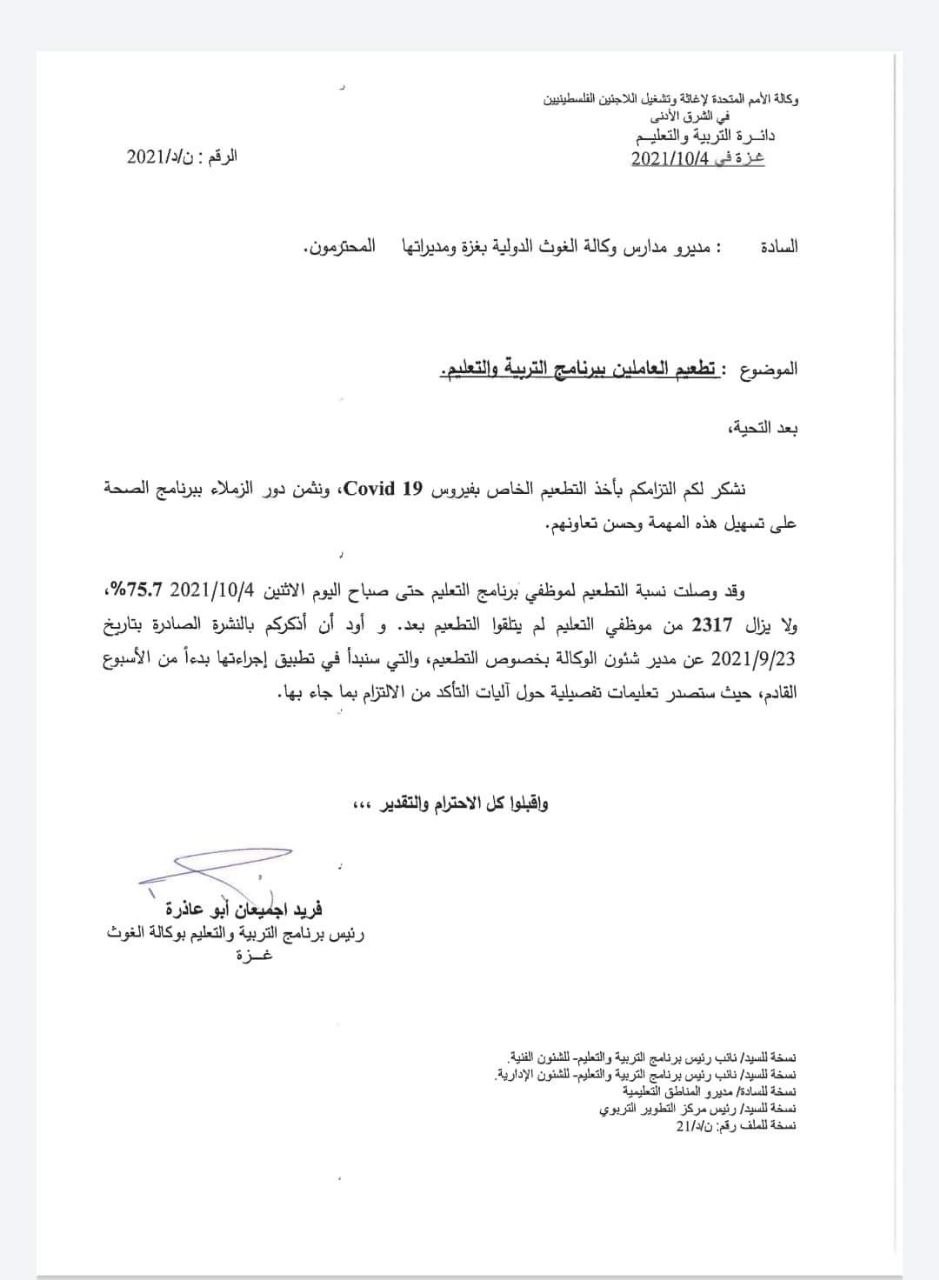 وكالة الأمم المتحدة لإغاثة وتشغيل اللاجئين الفلسطينيين
في الشرق الأدنى
دائـرة التربية والتعليـم
غـزة في 2021/10/4
الرقم : ن/د/2021
السادة : مديرو مدارس وكالة الغوث الدولية بغزة ومديراتها المحترمون.
الموضوع : تطعيم العاملين ببرنامج التربية والتعليم.
بعد التحية،
نشكر لكم التزامكم بأخذ التطعيم الخاص بفيروس Covid 19، ونثمن دور الزملاء ببرنامج الصحة
على تسهيل هذه المهمة وحسن تعاونهم.
وقد وصلت نسبة التطعيم لموظفي برنامج التعليم حتى صباح اليوم الاثنين 2021/10/4 75.7%،
ولا يزال 2317 من موظفي التعليم لم يتلقوا التطعيم بعد. و أود أن أذكركم بالنشرة الصادرة بتاريخ
2021/9/23 عن مدير شئون الوكالة بخصوص التطعيم، والتي سنبدأ في تطبيق إجراءتها بدءاً من الأسبوع
القادم، حيث ستصدر تعليمات تفصيلية حول آليات التأكد من الالتزام بما جاء بها.
واقبلوا كل الاحترام والتقدير ،،،
فريد اجميعان أبو عاذرة
رئيس برنامج التربية والتعليم بوكالة الغوث
غــزة
نسخة للسيد/ نائب رئيس برنامج التربية والتعليم- للشئون الفنية.
نسخة للسيد/ نائب رئيس برنامج التربية والتعليم- للشئون الإدارية.
نسخة للسادة/ مديرو المناطق التعليمية
نسخة للسيد/ رئيس مركز التطوير التربوي
نسخة للملف رقم: ن/د/21